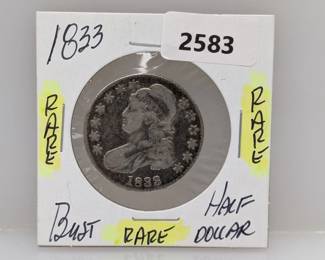 1833
2583
RARE
RARE
1833
Bust
RARE
HALF
DOLLAR